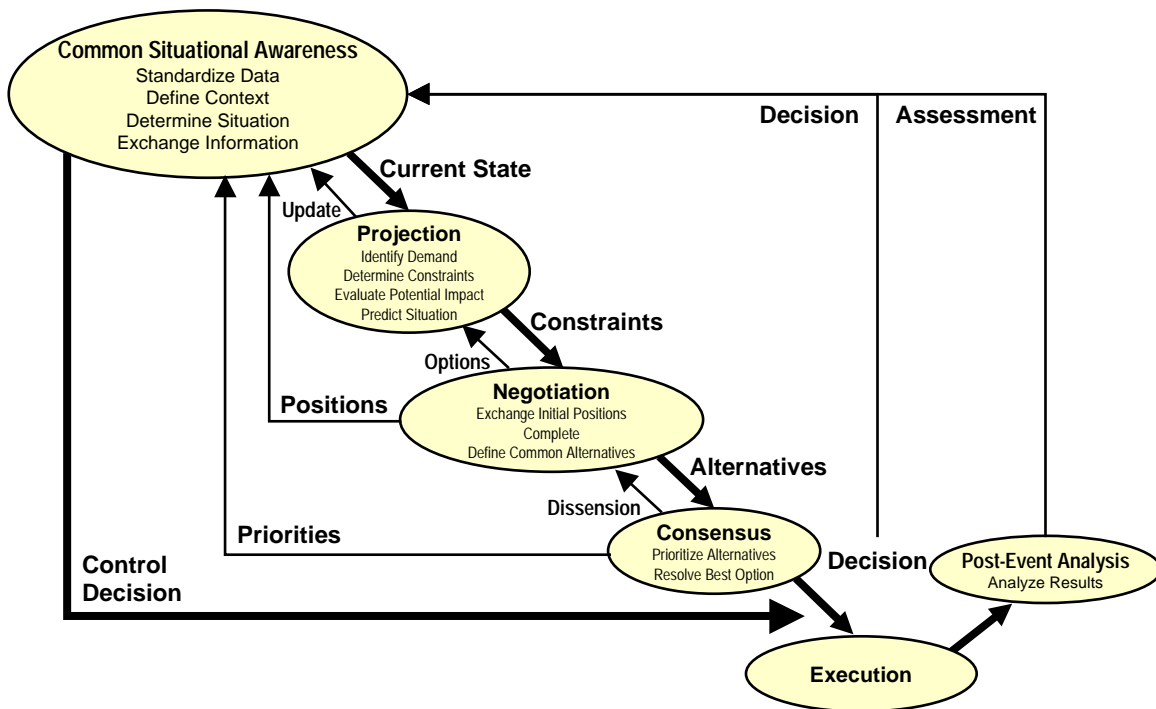 Common Situational Awareness
Standardize Data
Define Context
Determine Situation
Exchange Information
Decision
Assessment
Current State
Update
Projection
Identify Demand
Determine Constraints
Evaluate Potential Impact
Predict Situation
Constraints
Options
Negotiation
Exchange Initial Positions
Complete
Define Common Alternatives
Positions
Alternatives
Dissension
Consensus
Prioritize Alternatives
Resolve Best Option
Priorities
Decision
Post-Event Analysis
Analyze Results
Control
Decision
Execution